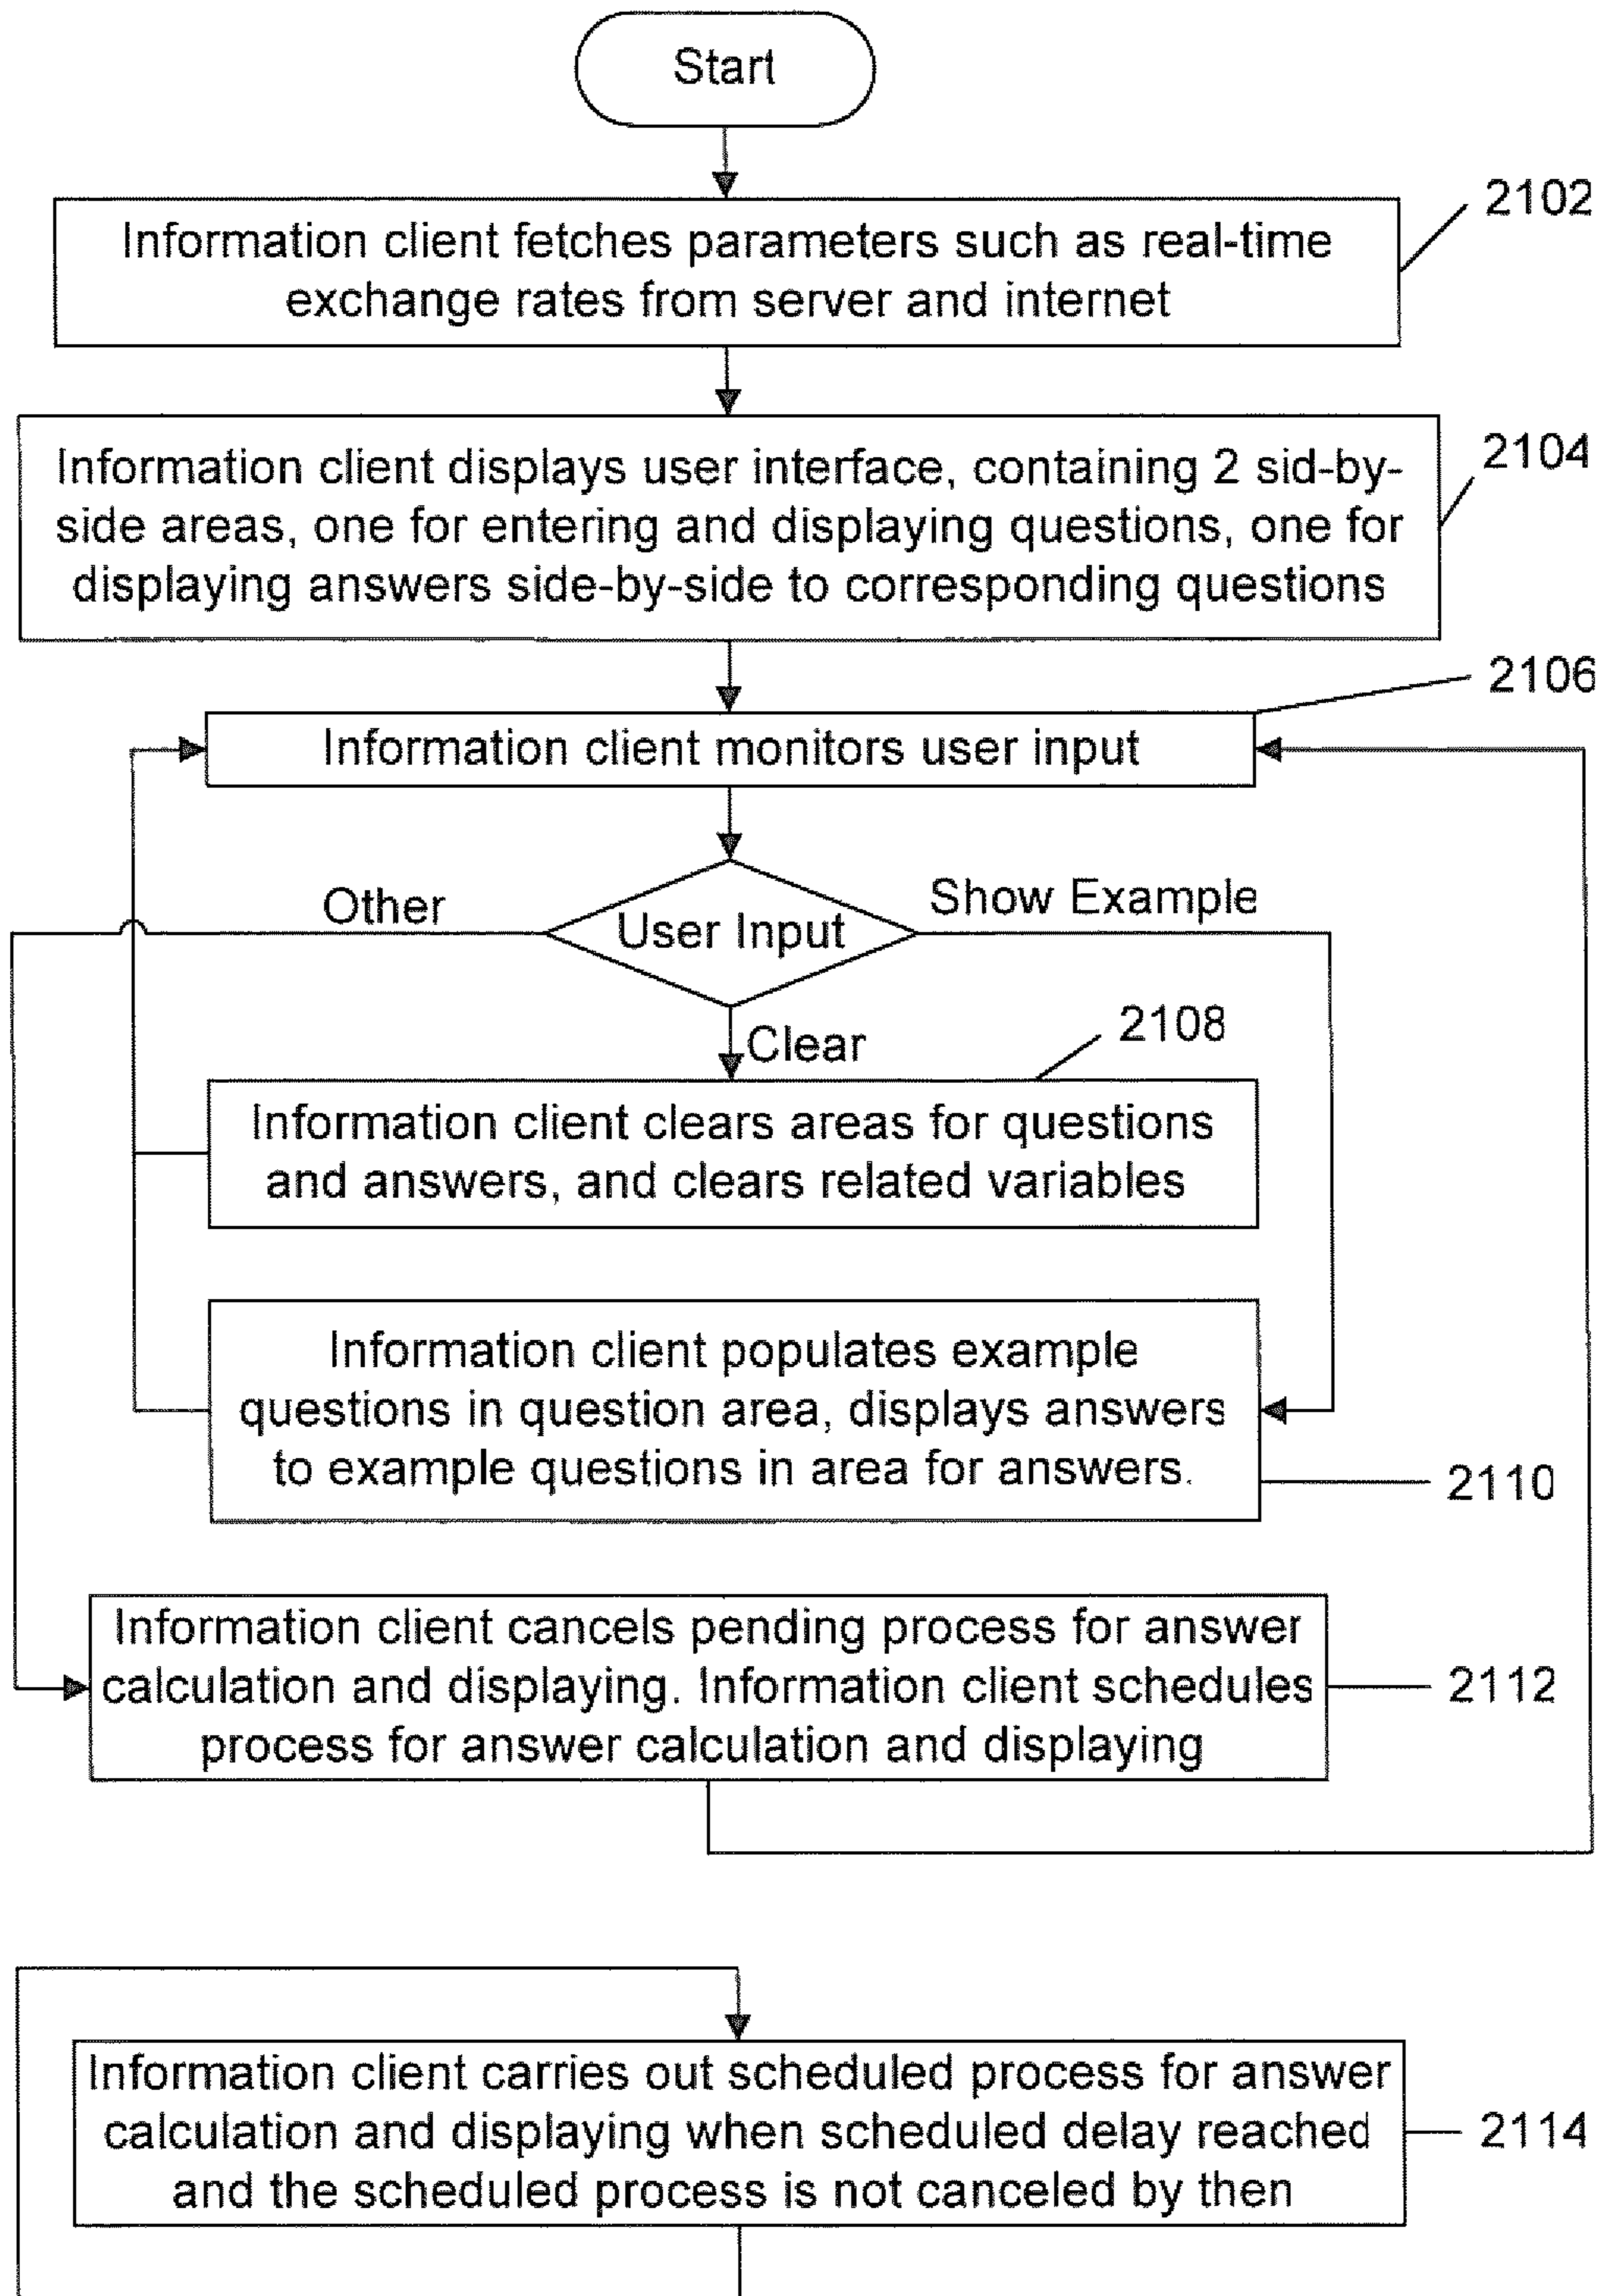 Start
2102
Information client fetches parameters such as real-time
exchange rates from server and internet
2104
Information client displays user interface, containing 2 sid-by-
side areas, one for entering and displaying questions, one for
displaying answers side-by-side to corresponding questions
2106
Information client monitors user input
Other
User Input
Show Example
Clear
2108
Information client clears areas for questions
and answers, and clears related variables
Information client populates example
questions in question area, displays answers
to example questions in area for answers.
2110
Information client cancels pending process for answer
calculation and displaying. Information client schedules
process for answer calculation and displaying
2112
Information client carries out scheduled process for answer
calculation and displaying when scheduled delay reached
and the scheduled process is not canceled by then
2114